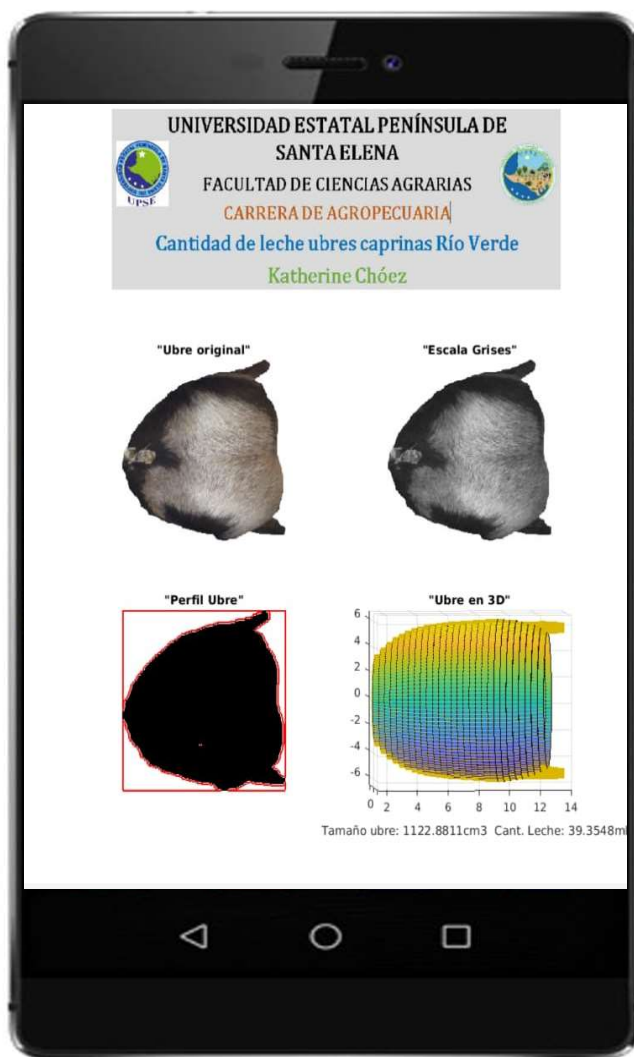 UNIVERSIDAD ESTATAL PENÍNSULA DE
SANTA ELENA
FACULTAD DE CIENCIAS AGRARIAS
UPSE
CARRERA DE AGROPECUARIA
Cantidad de leche ubres caprinas Río Verde
Katherine Chóez
"Ubre original"
"Escala Grises"
"Perfil Ubre"
"Ubre en 3D"
6
4
2
0
-2
-4
-6
0 2 4 6 8 10 12 14
Tamaño ubre: 1122.8811cm3 Cant. Leche: 39.3548ml